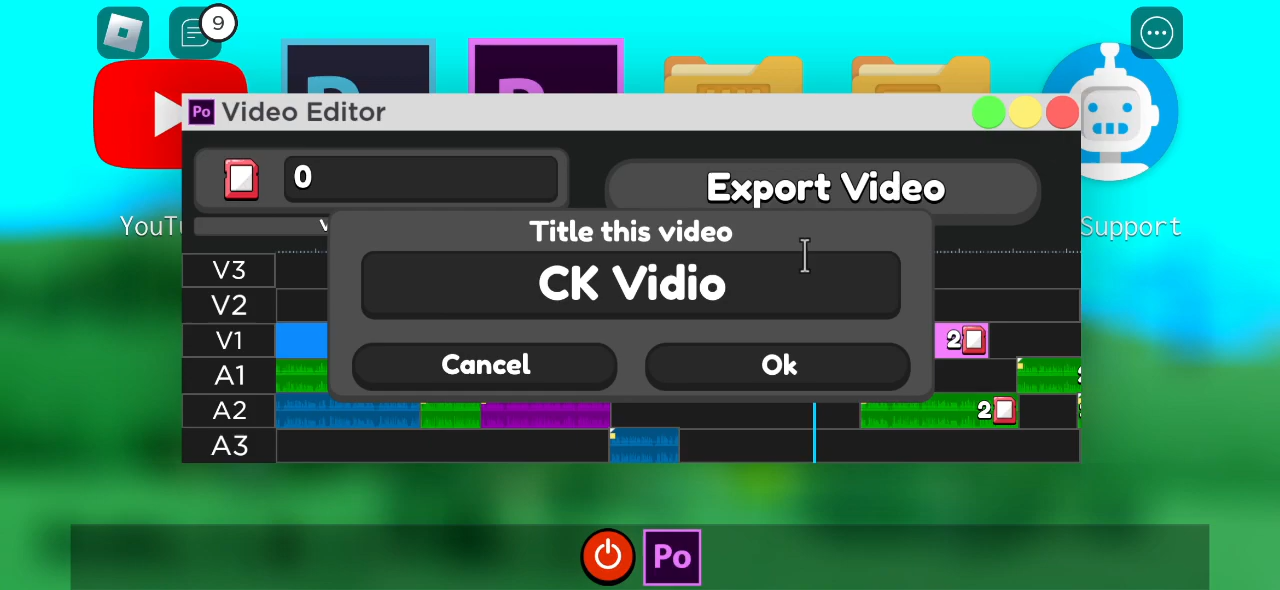 9
Po Video Editor
0
Export Video
Title this video
CK Vidio
Cancel
Ok
Support
V3
V2
V1
2
A1
A2
2
A3
Po